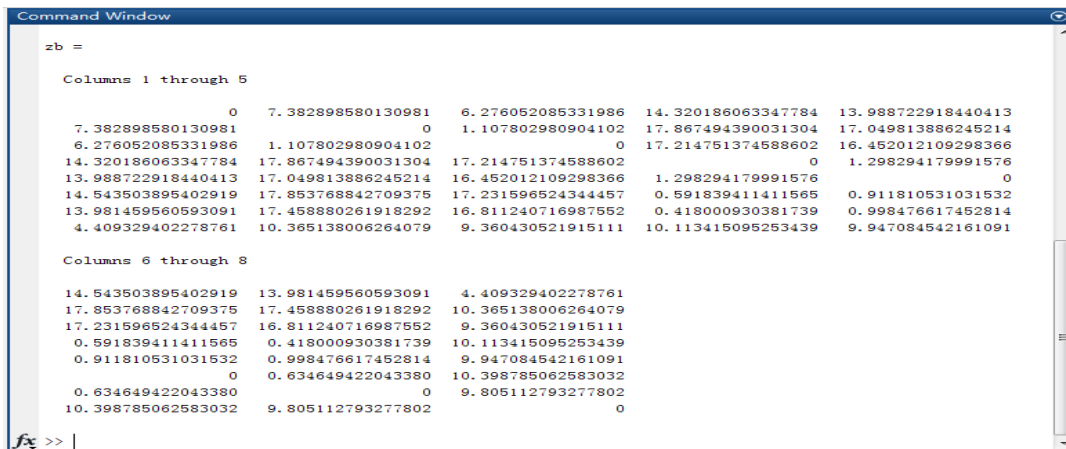 Command Window
zb =
Columns 1 through 5
0 7.382898580130981 6.276052085331986 14.320186063347784 13.988722918440413
7.382898580130981 0 1.107802980904102 17.867494390031304 17.049813886245214
6.276052085331986 1.107802980904102 0 17.214751374588602 16.452012109298366
14.320186063347784 17.867494390031304 17.214751374588602 0 1.298294179991576
13.988722918440413 17.049813886245214 16.452012109298366 1.298294179991576 0
14.543503895402919 17.853768842709375 17.231596524344457 0.591839411411565 0.911810531031532
13.981459560593091 17.458880261918292 16.811240716987552 0.418000930381739 0.998476617452814
4.409329402278761 10.365138006264079 9.360430521915111 10.113415095253439 9.947084542161091
Columns 6 through 8
14.543503895402919 13.981459560593091 4.409329402278761
17.853768842709375 17.458880261918292 10.365138006264079
17.231596524344457 16.811240716987552 9.360430521915111
0.591839411411565 0.418000930381739 10.113415095253439
0.911810531031532 0.998476617452814 9.947084542161091
0 0.634649422043380 10.398785062583032
0.634649422043380 0 9.805112793277802
10.398785062583032 9.805112793277802 0
fx >>